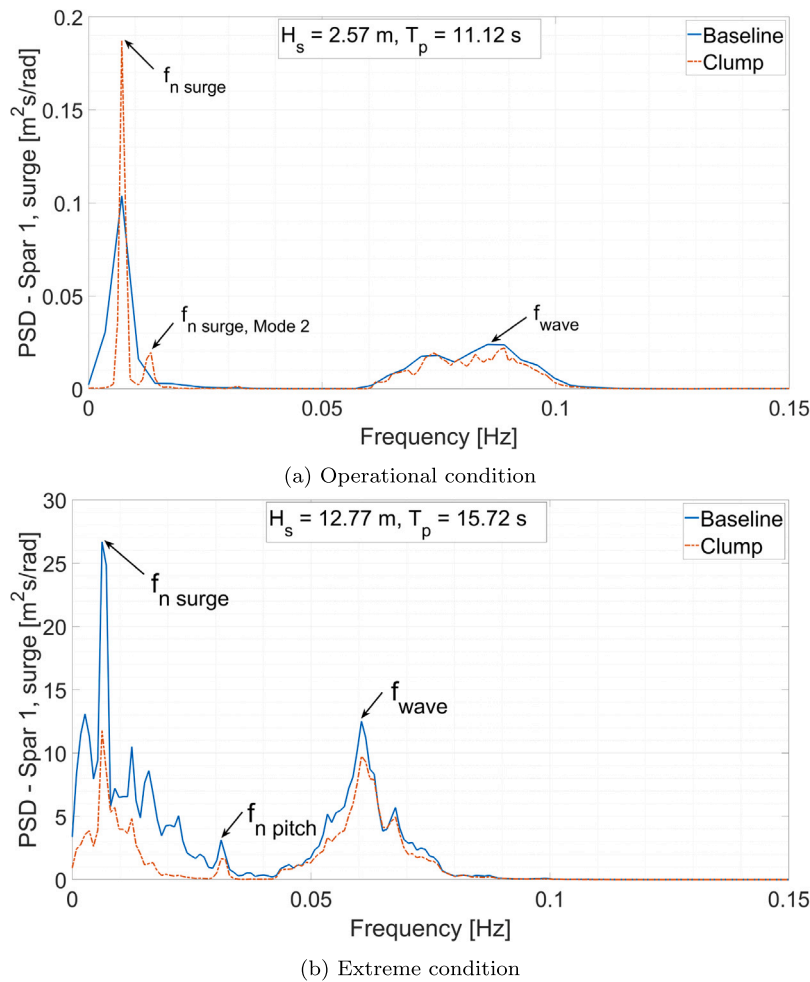 0.2
H_s = 2.57 m, T_p = 11.12 s
Baseline
Clump
f_n surge
0.15
0.1
0.05
f_n surge, Mode 2
f_wave
0
PSD - Spar 1, surge [m²s/rad]
0 0.05 0.1 0.15
Frequency [Hz]
(a) Operational condition
30
H_s = 12.77 m, T_p = 15.72 s
Baseline
Clump
25
f_n surge
20
15
f_wave
10
5
f_n pitch
0
PSD - Spar 1, surge [m²s/rad]
0 0.05 0.1 0.15
Frequency [Hz]
(b) Extreme condition